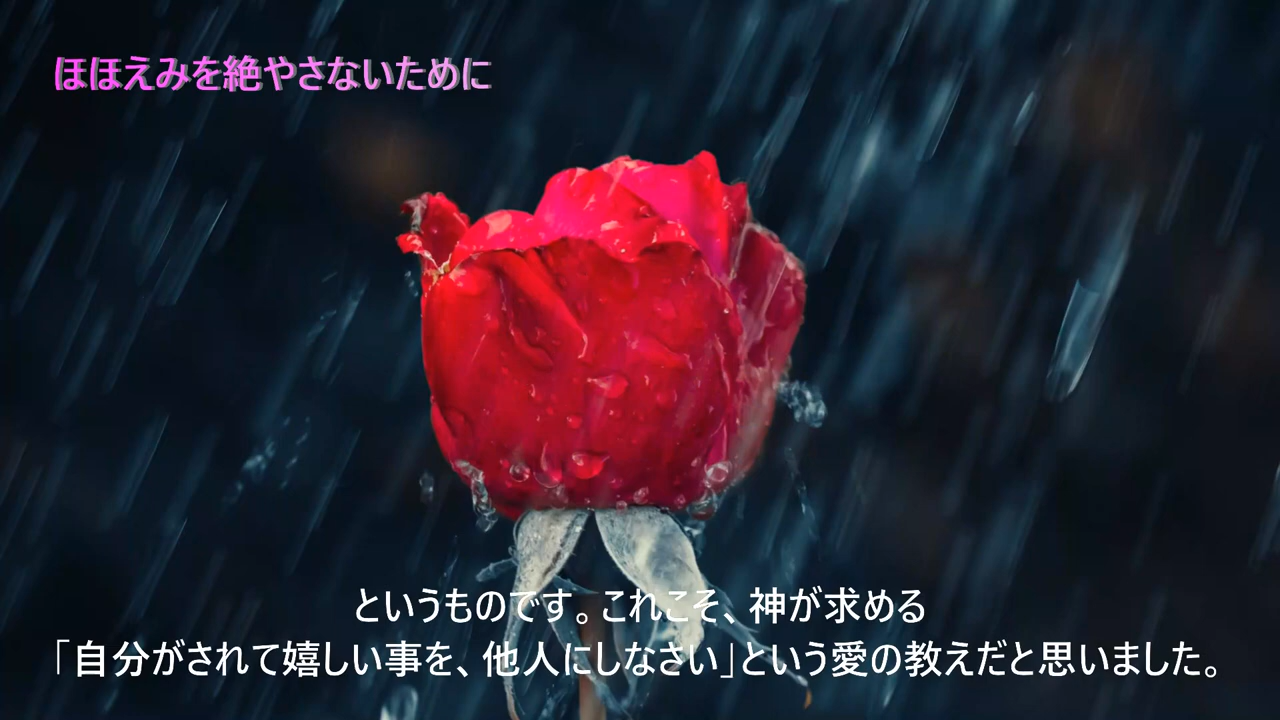 ほほえみを絶やさないために
というものです。これこそ、神が求める
「自分がされて嬉しい事を、他人にしなさい」という愛の教えだと思いました。